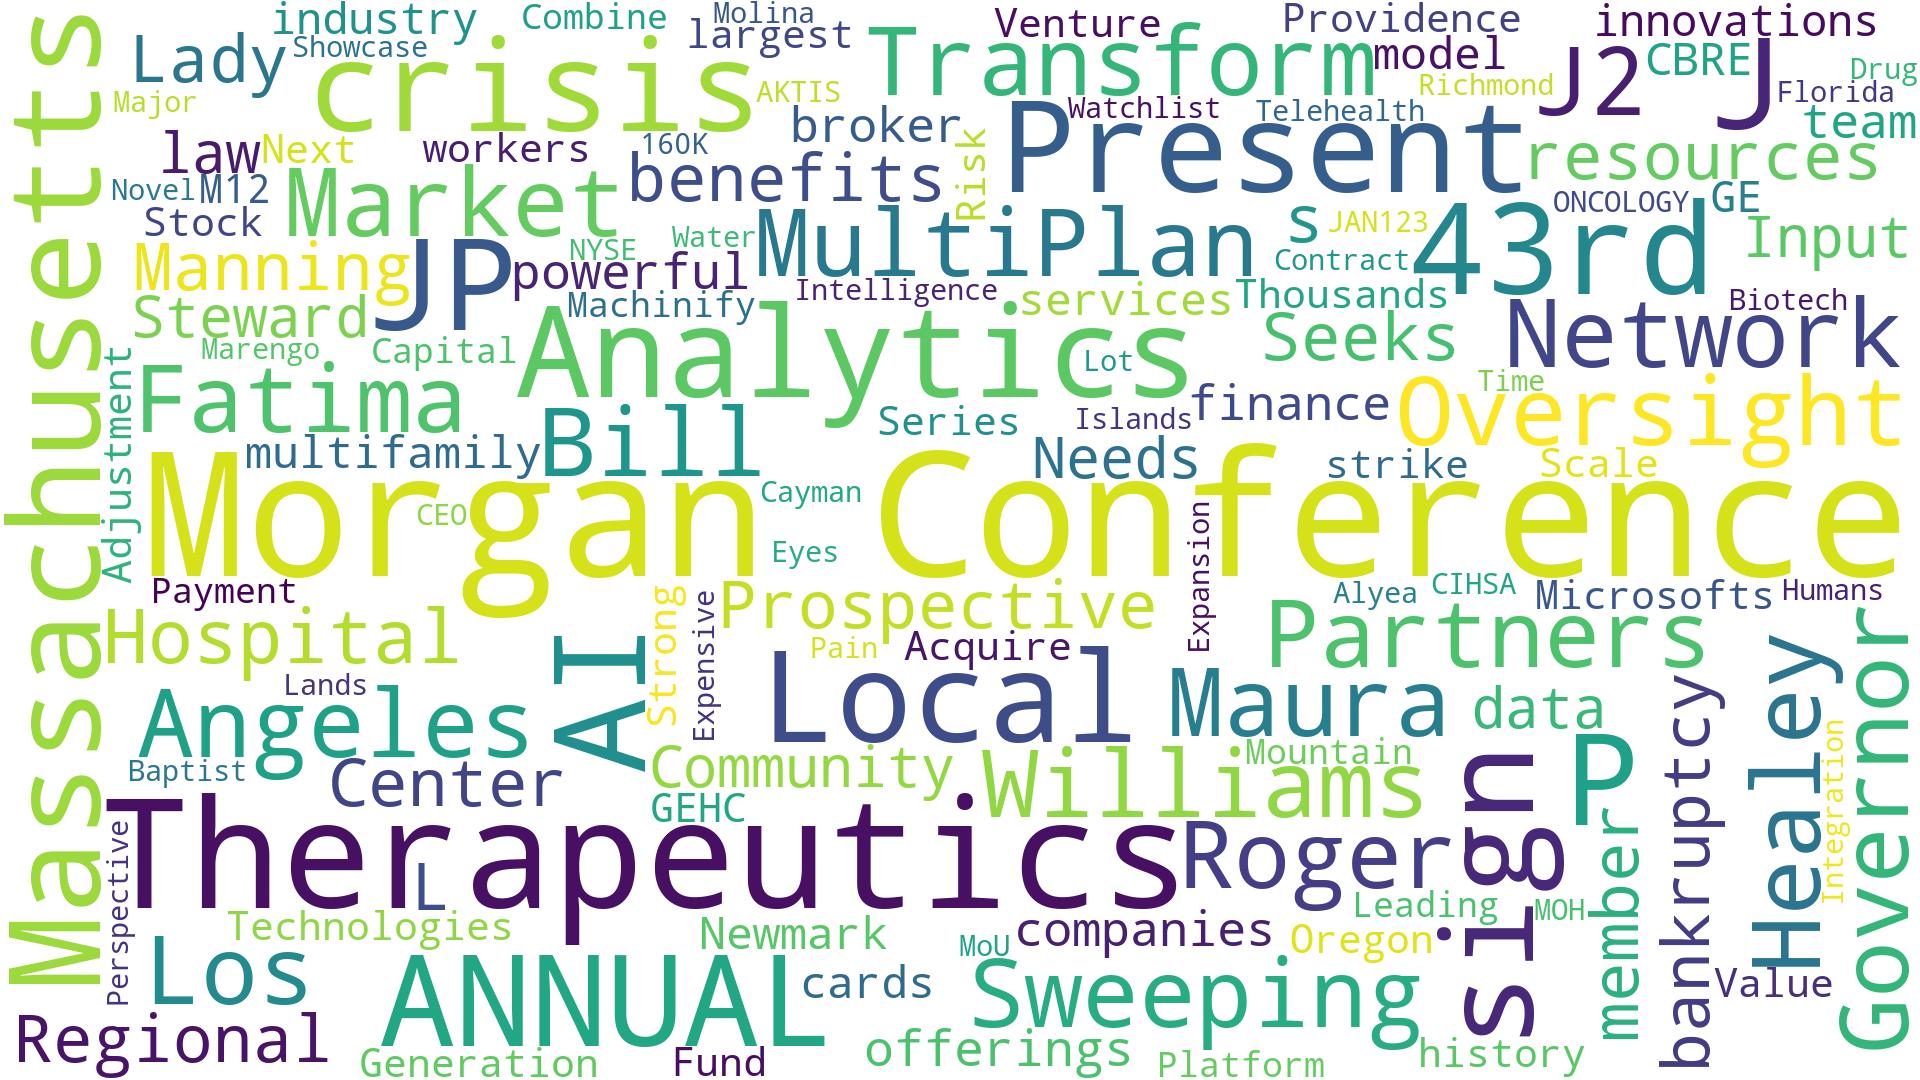 industry
Combine
Molina
Venture
Providence
innovations
Lady
Showcase
largest
Transform
model
J2
CBRE
J
Drug
crisis
AKTIS
Richmond
Florida
Major
broker
Present
Watchlist
Telehealth
team
law
Next
workers
160K
benefits
Risk
resources
Novel
M12
Market
ONCOLOGY
GE
Stock
MultiPlan
s
JAN123
43rd
Input
Manning
JP
NYSE
Water
powerful
Contract
Steward
Machinify
Intelligence
services
Thousands
Network
Biotech
Marengo
Capital
Analytics
Lot
Seeks
Massachusetts
Adjustment
Fatima
Bill
Series
Islands
finance
Time
Oversight
multifamily
Needs
strike
Scale
Morgan
CEO
Cayman
Conference
Eyes
Expansion
Payment
Strong
Expensive
Prospective
Alyea
CIHSA
Microsofts
Humans
Hospital
AI
Pain
Acquire
Partners
Lands
Local
Maura
data
bankruptcy
Healey
Governor
Angeles
Baptist
Center
Community
Williams
Mountain
sign
P
Integration
GEHC
Therapeutics
L
Roger
member
Perspective
Technologies
Newmark
MoU
companies
Oregon
Leading
MOH
Los
ANNUAL
cards
Sweeping
Value
Regional
Generation
Fund
offerings
Platform
history